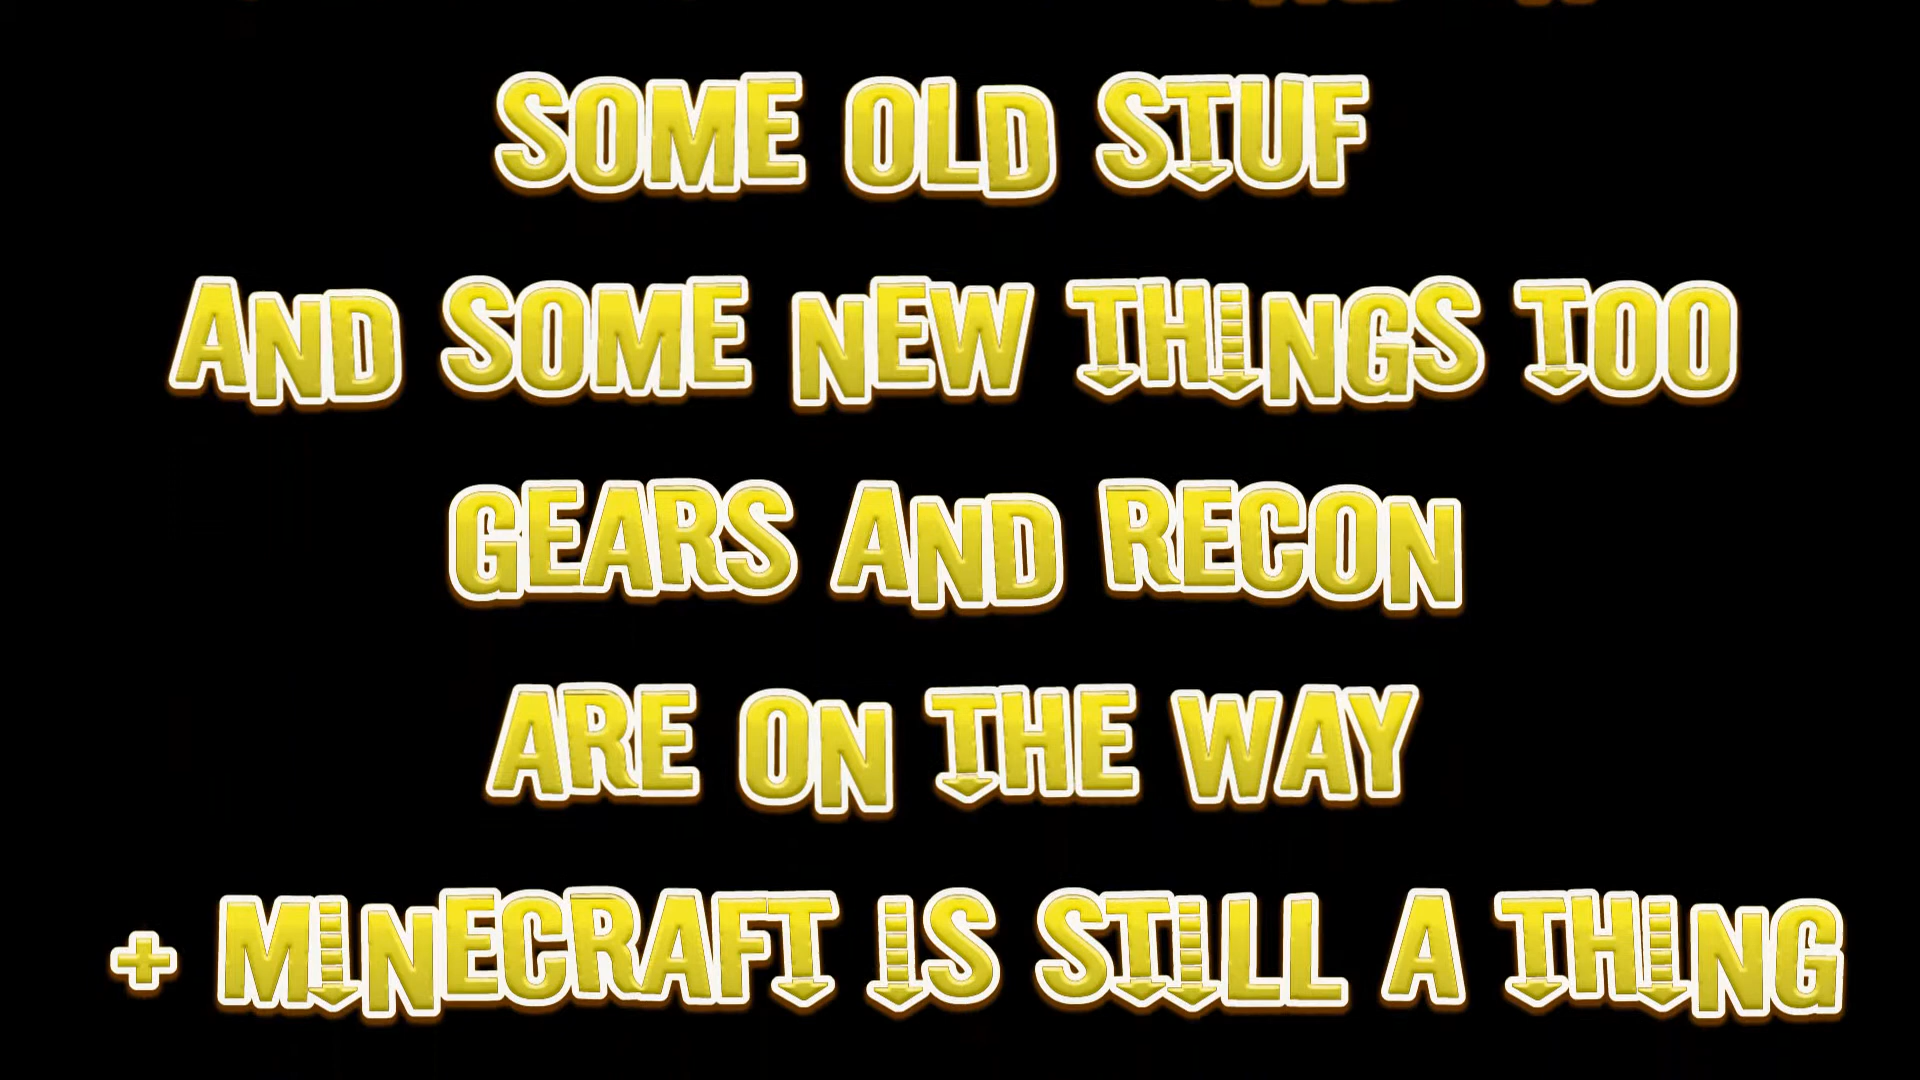 SOME OLD STUF
AND SOME NEW THINGS TOO
GEARS AND RECON
ARE ON THE WAY
+ MINECRAFT IS STILL A THING